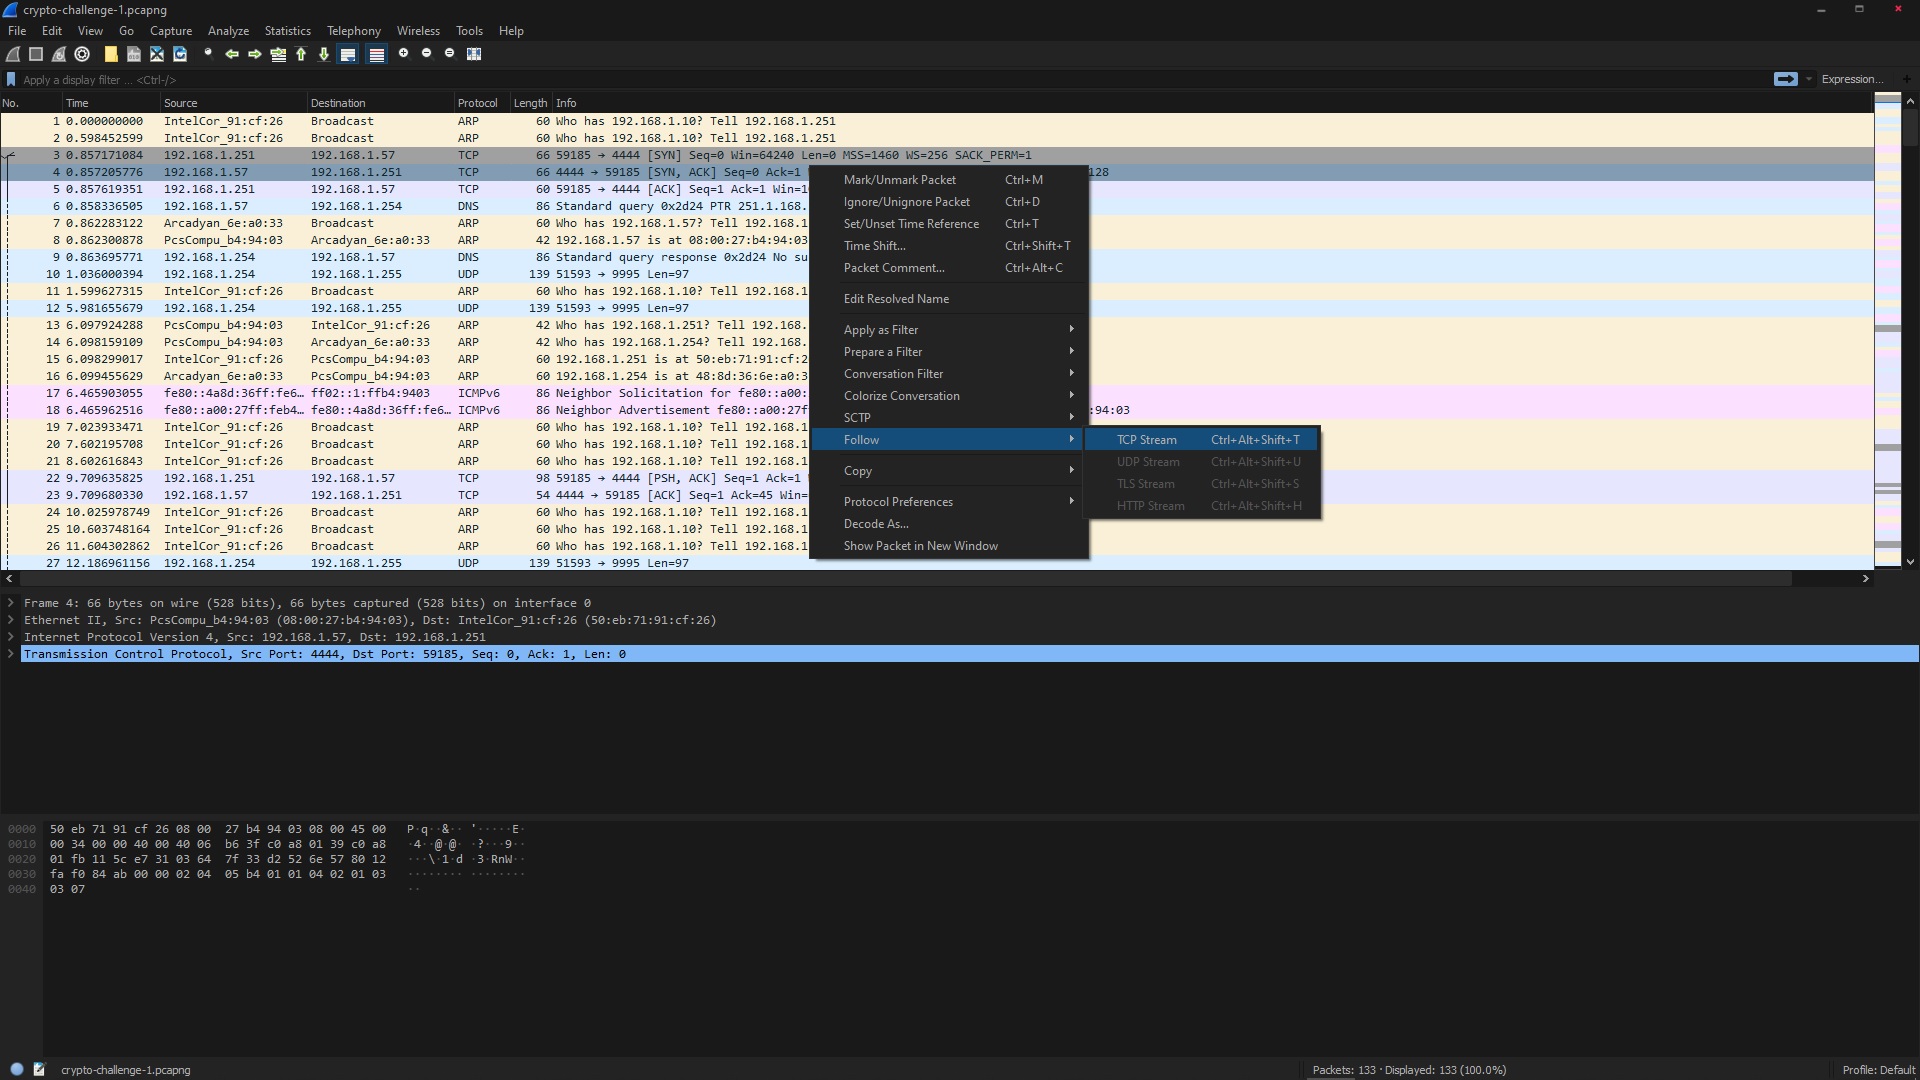 crypto-challenge-1.pcapng
File Edit View Go Capture Analyze Statistics Telephony Wireless Tools Help
Apply a display filter ... <Ctrl-/> Expression... +
No. Time Source Destination Protocol Length Info
1 0.000000000 IntelCor_91:cf:26 Broadcast ARP 60 Who has 192.168.1.10? Tell 192.168.1.251
2 0.598452599 IntelCor_91:cf:26 Broadcast ARP 60 Who has 192.168.1.10? Tell 192.168.1.251
3 0.857171084 192.168.1.251 192.168.1.57 TCP 66 59185 → 4444 [SYN] Seq=0 Win=64240 Len=0 MSS=1460 WS=256 SACK_PERM=1
4 0.857205776 192.168.1.57 192.168.1.251 TCP 66 4444 → 59185 [SYN, ACK] Seq=0 Ack=1 128
5 0.857619351 192.168.1.251 192.168.1.57 TCP 60 59185 → 4444 [ACK] Seq=1 Ack=1 Win=1
6 0.858336505 192.168.1.57 192.168.1.254 DNS 86 Standard query 0x2d24 PTR 251.1.168.
7 0.862283122 Arcadyan_6e:a0:33 Broadcast ARP 60 Who has 192.168.1.57? Tell 192.168.1
8 0.862300878 PcsCompu_b4:94:03 Arcadyan_6e:a0:33 ARP 42 192.168.1.57 is at 08:00:27:b4:94:03
9 0.863695771 192.168.1.254 192.168.1.57 DNS 86 Standard query response 0x2d24 No su
10 1.036000394 192.168.1.254 192.168.1.255 UDP 139 51593 → 9995 Len=97
11 1.599627315 IntelCor_91:cf:26 Broadcast ARP 60 Who has 192.168.1.10? Tell 192.168.1
12 5.981655679 192.168.1.254 192.168.1.255 UDP 139 51593 → 9995 Len=97
13 6.097924288 PcsCompu_b4:94:03 IntelCor_91:cf:26 ARP 42 Who has 192.168.1.251? Tell 192.168.
14 6.098159109 PcsCompu_b4:94:03 Arcadyan_6e:a0:33 ARP 42 Who has 192.168.1.254? Tell 192.168.
15 6.098299017 IntelCor_91:cf:26 PcsCompu_b4:94:03 ARP 60 192.168.1.251 is at 50:eb:71:91:cf:2
16 6.099455629 Arcadyan_6e:a0:33 PcsCompu_b4:94:03 ARP 60 192.168.1.254 is at 48:8d:36:6e:a0:3
17 6.465903055 fe80::4a8d:36ff:fe6… ff02::1:ffb4:9403 ICMPv6 86 Neighbor Solicitation for fe80::a00:
18 6.465962516 fe80::a00:27ff:feb4… fe80::4a8d:36ff:fe6… ICMPv6 86 Neighbor Advertisement fe80::a00:27f :94:03
19 7.023933471 IntelCor_91:cf:26 Broadcast ARP 60 Who has 192.168.1.10? Tell 192.168.1
20 7.602195708 IntelCor_91:cf:26 Broadcast ARP 60 Who has 192.168.1.10? Tell 192.168.1
21 8.602616843 IntelCor_91:cf:26 Broadcast ARP 60 Who has 192.168.1.10? Tell 192.168.1
22 9.709635825 192.168.1.251 192.168.1.57 TCP 98 59185 → 4444 [PSH, ACK] Seq=1 Ack=1
23 9.709680330 192.168.1.57 192.168.1.251 TCP 54 4444 → 59185 [ACK] Seq=1 Ack=45 Win=
24 10.025978749 IntelCor_91:cf:26 Broadcast ARP 60 Who has 192.168.1.10? Tell 192.168.1
25 10.603748164 IntelCor_91:cf:26 Broadcast ARP 60 Who has 192.168.1.10? Tell 192.168.1
26 11.604302862 IntelCor_91:cf:26 Broadcast ARP 60 Who has 192.168.1.10? Tell 192.168.1
27 12.186961156 192.168.1.254 192.168.1.255 UDP 139 51593 → 9995 Len=97
Mark/Unmark Packet Ctrl+M
Ignore/Unignore Packet Ctrl+D
Set/Unset Time Reference Ctrl+T
Time Shift... Ctrl+Shift+T
Packet Comment... Ctrl+Alt+C
Edit Resolved Name
Apply as Filter
Prepare a Filter
Conversation Filter
Colorize Conversation
SCTP
Follow
Copy
Protocol Preferences
Decode As...
Show Packet in New Window
TCP Stream Ctrl+Alt+Shift+T
UDP Stream Ctrl+Alt+Shift+U
TLS Stream Ctrl+Alt+Shift+S
HTTP Stream Ctrl+Alt+Shift+H
Frame 4: 66 bytes on wire (528 bits), 66 bytes captured (528 bits) on interface 0
Ethernet II, Src: PcsCompu_b4:94:03 (08:00:27:b4:94:03), Dst: IntelCor_91:cf:26 (50:eb:71:91:cf:26)
Internet Protocol Version 4, Src: 192.168.1.57, Dst: 192.168.1.251
Transmission Control Protocol, Src Port: 4444, Dst Port: 59185, Seq: 0, Ack: 1, Len: 0
0000 50 eb 71 91 cf 26 08 00 27 b4 94 03 08 00 45 00 P·q··&·· '·····E·
0010 00 34 00 00 40 00 40 06 b6 3f c0 a8 01 39 c0 a8 ·4··@·@· ·?···9··
0020 01 fb 11 5c e7 31 03 64 7f 33 d2 52 6e 57 80 12 ···\·1·d ·3·RnW··
0030 fa f0 84 ab 00 00 02 04 05 b4 01 01 04 02 01 03 ········ ········
0040 03 07 ··
crypto-challenge-1.pcapng Packets: 133 · Displayed: 133 (100.0%) Profile: Default